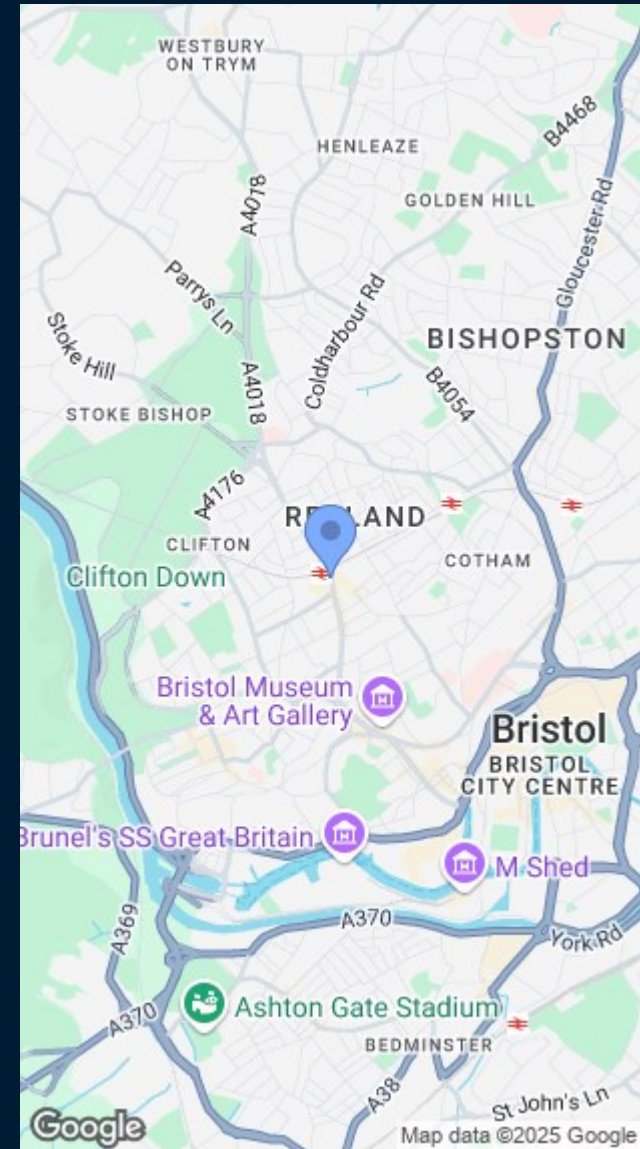 WESTBURY
ON TRYM
B4468
HENLEAZE
A4018
GOLDEN HILL
Gloucester Rd
Parrys Ln
Coldharbour Rd
Stoke Hill
BISHOPSTON
A4018
B4054
STOKE BISHOP
A4176
CLIFTON
COTHAM
Clifton Down
Bristol Museum
& Art Gallery
Bristol
BRISTOL
CITY CENTRE
Brunel's SS Great Britain
M Shed
A369
A370
York Rd
A370
Ashton Gate Stadium
BEDMINSTER
A38
St John's Ln
Google
Map data ©2025 Google